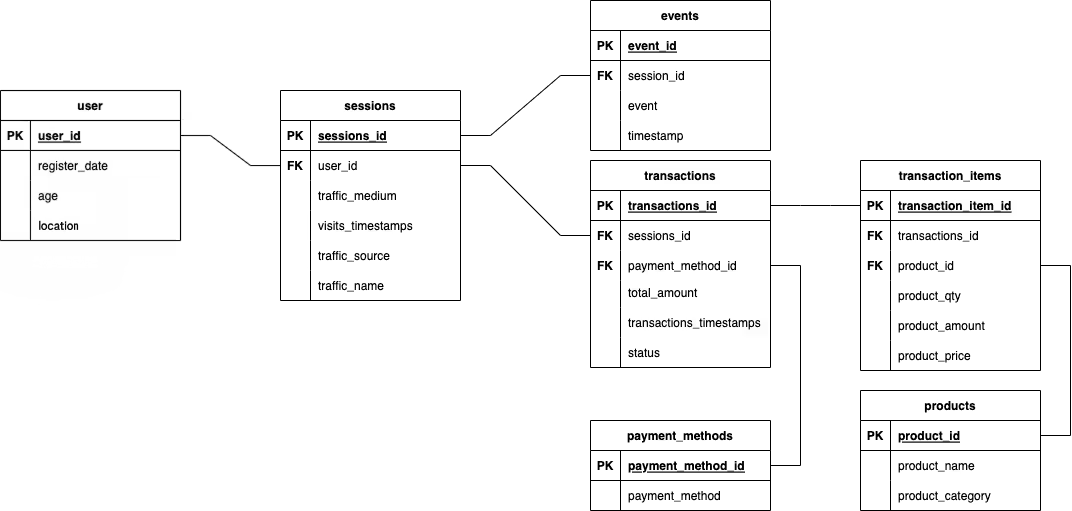 user
PK user_id
register_date
age
location
sessions
PK sessions_id
FK user_id
traffic_medium
visits_timestamps
traffic_source
traffic_name
events
PK event_id
FK session_id
event
timestamp
transactions
PK transactions_id
FK sessions_id
FK payment_method_id
total_amount
transactions_timestamps
status
transaction_items
PK transaction_item_id
FK transactions_id
FK product_id
product_qty
product_amount
product_price
payment_methods
PK payment_method_id
payment_method
products
PK product_id
product_name
product_category